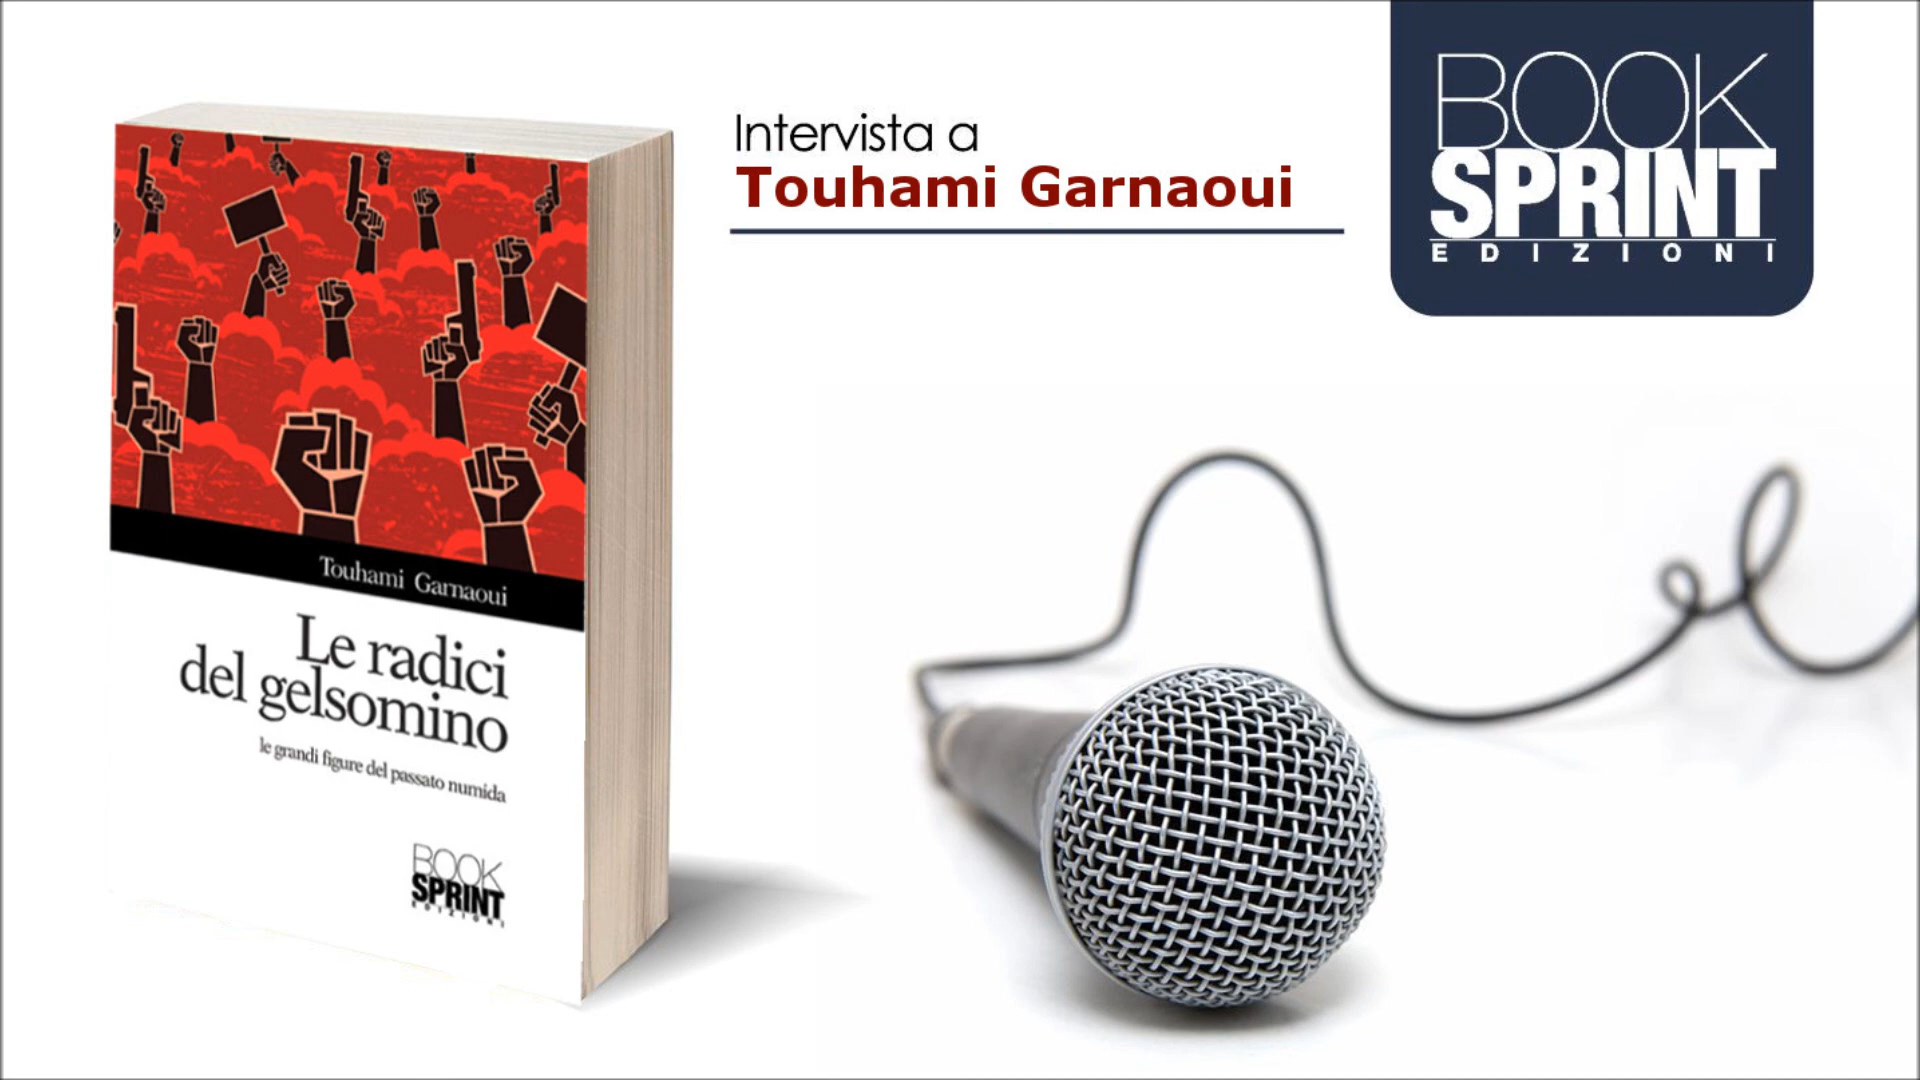 Intervista a
Touhami Garnaoui
BOOK
SPRINT
EDIZIONI
Touhami Garnaoui
Le radici
del gelsomino
le grandi figure del passato numida
BOOK
SPRINT
EDIZIONI